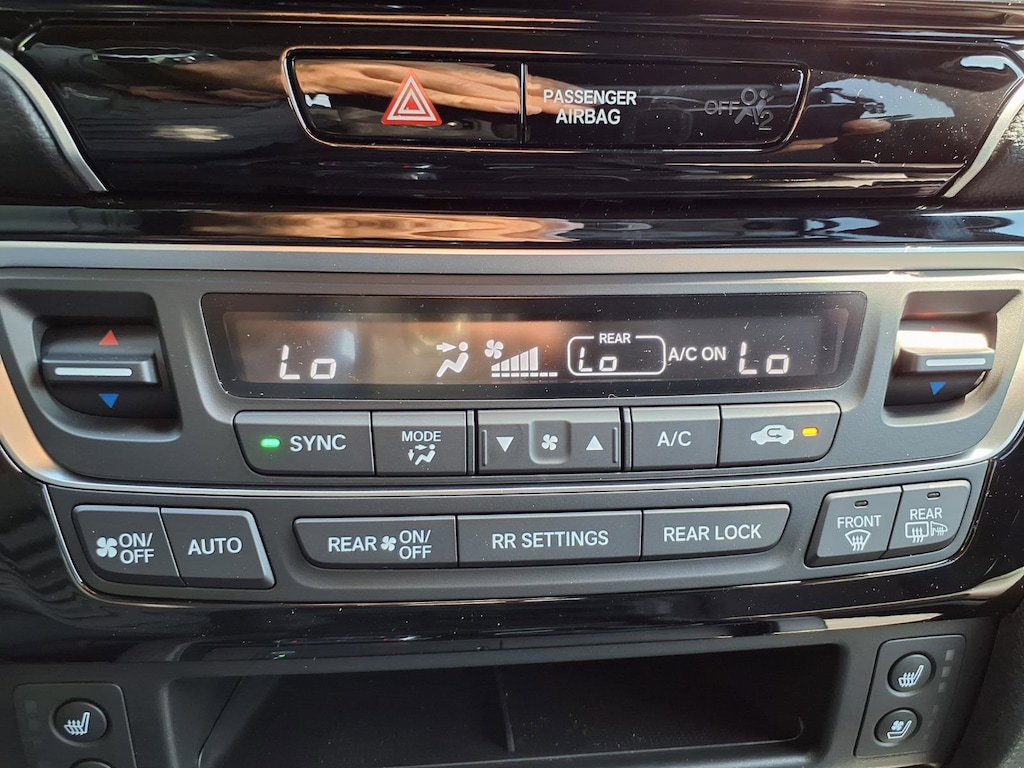 PASSENGER
AIRBAG
OFF
2
Lo
REAR
Lo
A/C ON
Lo
SYNC
MODE
A/C
ON/
OFF
AUTO
REAR ON/
OFF
RR SETTINGS
REAR LOCK
FRONT
REAR